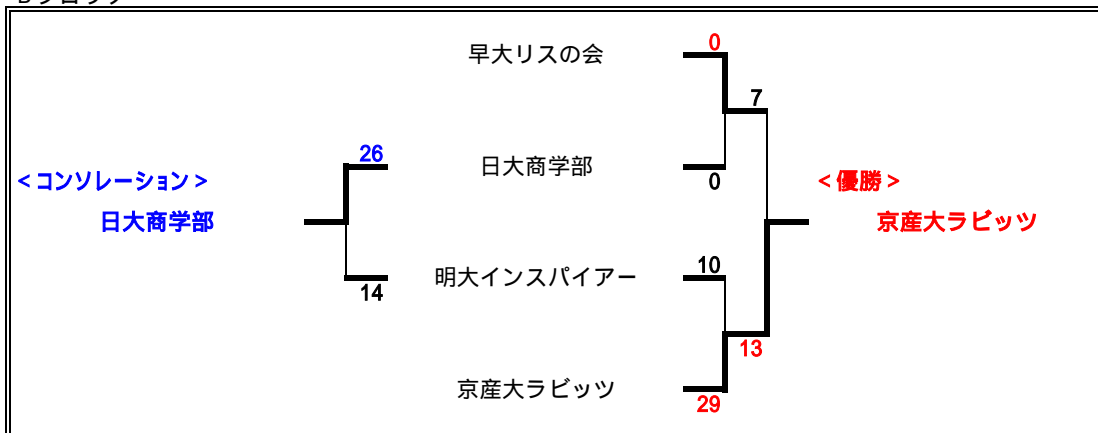 早大リスの会
0
7
26
日大商学部
0
<コンソレーション>
<優勝>
日大商学部
京産大ラビッツ
14
明大インスパイアー
10
13
京産大ラビッツ
29